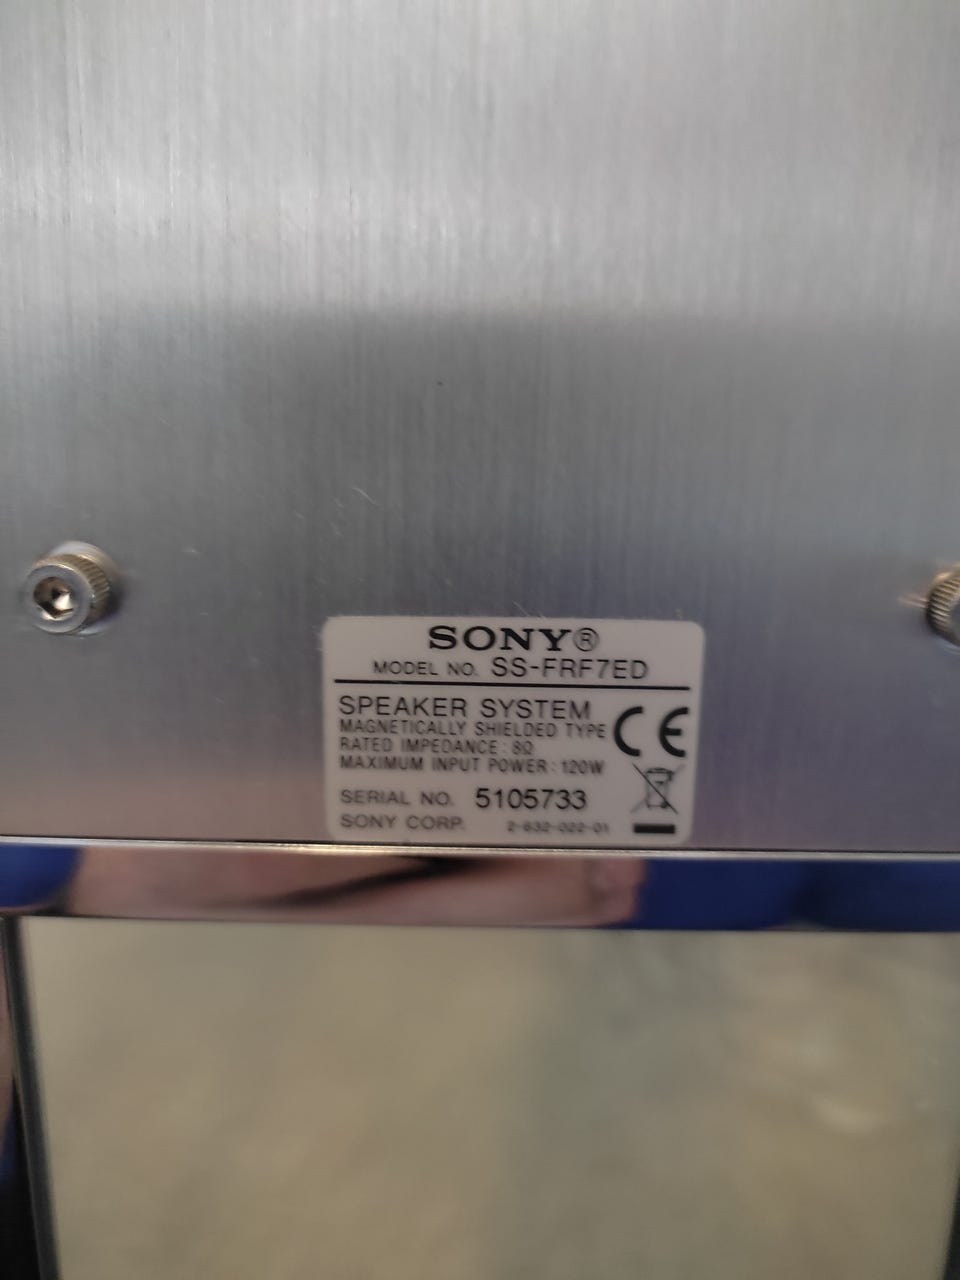 SONY®
MODEL NO. SS-FRF7ED
SPEAKER SYSTEM
MAGNETICALLY SHIELDED TYPE
RATED IMPEDANCE : 8Ω
MAXIMUM INPUT POWER : 120W
CE
SERIAL NO. 5105733
SONY CORP. 2-632-022-01